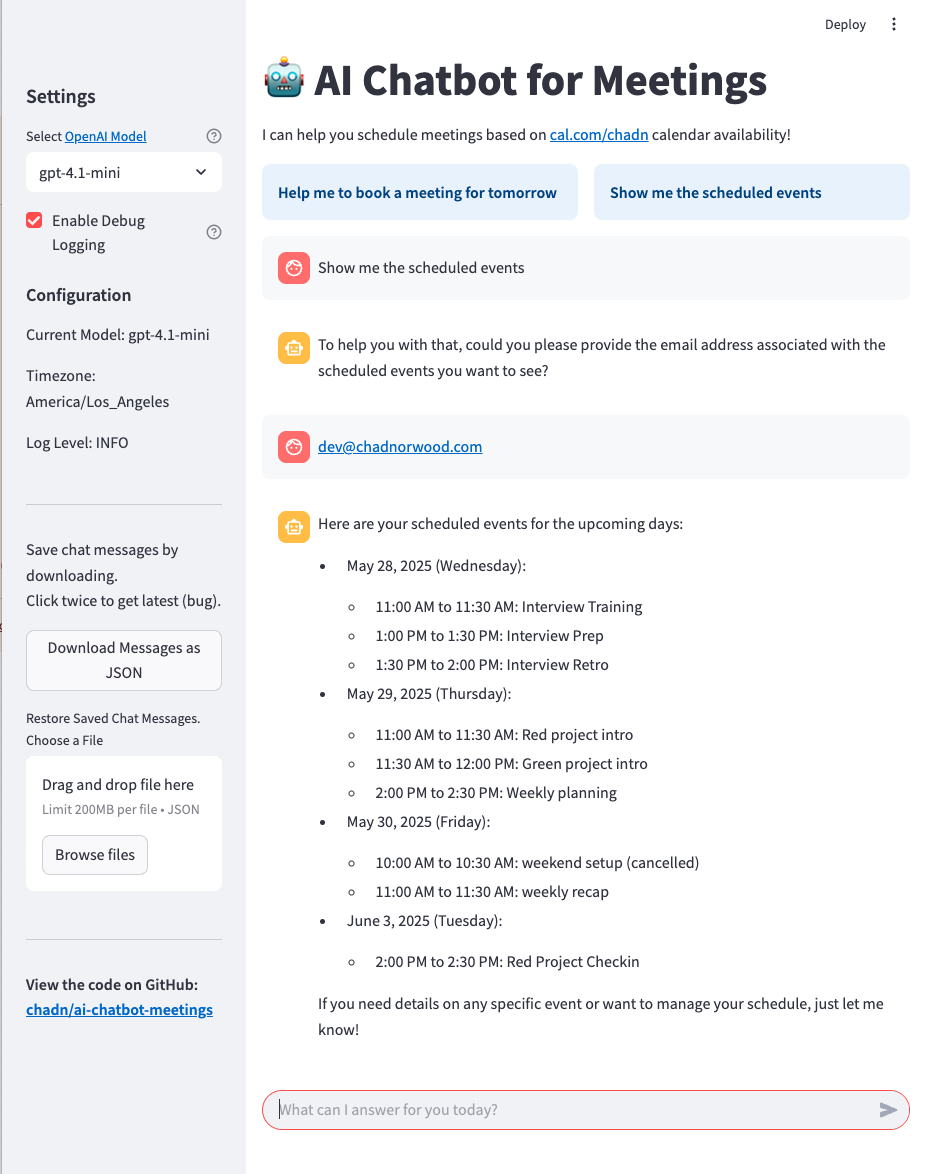 Deploy
Settings
Select OpenAI Model
gpt-4.1-mini
Enable Debug
Logging
Configuration
Current Model: gpt-4.1-mini
Timezone:
America/Los_Angeles
Log Level: INFO
Save chat messages by
downloading.
Click twice to get latest (bug).
Download Messages as
JSON
Restore Saved Chat Messages.
Choose a File
Drag and drop file here
Limit 200MB per file • JSON
Browse files
View the code on GitHub:
chadn/ai-chatbot-meetings
AI Chatbot for Meetings
I can help you schedule meetings based on cal.com/chadn calendar availability!
Help me to book a meeting for tomorrow
Show me the scheduled events
Show me the scheduled events
To help you with that, could you please provide the email address associated with the
scheduled events you want to see?
dev@chadnorwood.com
Here are your scheduled events for the upcoming days:
• May 28, 2025 (Wednesday):
○ 11:00 AM to 11:30 AM: Interview Training
○ 1:00 PM to 1:30 PM: Interview Prep
○ 1:30 PM to 2:00 PM: Interview Retro
• May 29, 2025 (Thursday):
○ 11:00 AM to 11:30 AM: Red project intro
○ 11:30 AM to 12:00 PM: Green project intro
○ 2:00 PM to 2:30 PM: Weekly planning
• May 30, 2025 (Friday):
○ 10:00 AM to 10:30 AM: weekend setup (cancelled)
○ 11:00 AM to 11:30 AM: weekly recap
• June 3, 2025 (Tuesday):
○ 2:00 PM to 2:30 PM: Red Project Checkin
If you need details on any specific event or want to manage your schedule, just let me
know!
What can I answer for you today?